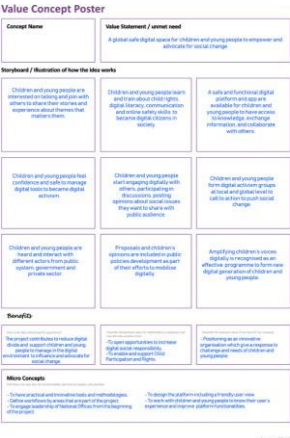 Value Concept Poster
Concept Name
Value Statement / unmet need
A global safe digital space for children and young people to empower and
advocate for social change
Storyboard / illustration of how the idea works
Children and young people are
interested on talking and join with
others to share their stories and
experience about themes that
matters them.
Children and young people learn
and train about child rights,
digital literacy, communication
and online safety skills, to
became digital citizens in
society.
A safe and functional digital
platform and app are
available for children and
young people to have access
to knowledge, exchange
information, and collaborate
with others.
Children and young people feel
confidence and safe to manage
digital tools to became digital
activism.
Children and young people
start engaging digitally with
others; participating in
discussions, posting
opinions about social issues
they want to share with
public audience.
Children and young people
form digital activism groups
at local and global level to
call to action to push social
change.
Children and young people are
heard and interact with
different actors from public
system, government and
private sector
Proposals and children's
opinions are included in public
policies development as part
of their efforts to mobilise
digitally.
Amplifying children's voices
digitally is recognised as an
effective programme to form new
digital generation of children and
young people.
Benefits
The project contributes to reduce digital
divides and support children and young
people to manage in the digital
environment to influence and advocate for
social change.
-To open opportunities to increase
digital social responsibility.
-To enable and support Child
Participation and Rights.
- Positioning as an innovative
organisation which give a response to
challenges and needs of children and
young people.
Micro Concepts
-To have practical and innovative tools and methodologies.
- Define workflows by areas that are part of the project
-To engage leadership of National Offices from the beginning
of the project
-To design the platform including a friendly user view
-To work with children and young people to know their user's
experience and improve platform functionalities.